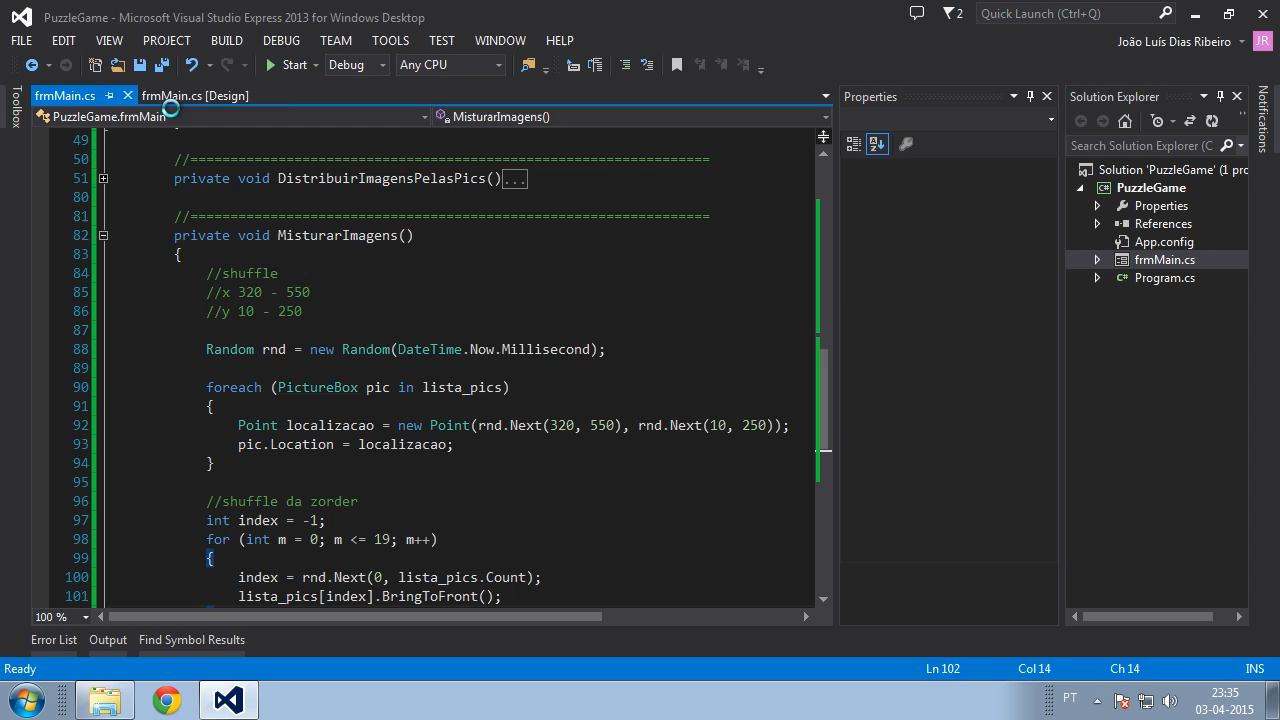 PuzzleGame - Microsoft Visual Studio Express 2013 for Windows Desktop
2
Quick Launch (Ctrl+Q)
FILE EDIT VIEW PROJECT BUILD DEBUG TEAM TOOLS TEST WINDOW HELP
João Luís Dias Ribeiro JR
Start Debug Any CPU
Toolbox
frmMain.cs
frmMain.cs [Design]
PuzzleGame.frmMain
MisturarImagens()
49
50 //=================================================================
51 private void DistribuirImagensPelasPics()...
80
81 //=================================================================
82 private void MisturarImagens()
83 {
84 //shuffle
85 //x 320 - 550
86 //y 10 - 250
87
88 Random rnd = new Random(DateTime.Now.Millisecond);
89
90 foreach (PictureBox pic in lista_pics)
91 {
92 Point localizacao = new Point(rnd.Next(320, 550), rnd.Next(10, 250));
93 pic.Location = localizacao;
94 }
95
96 //shuffle da zorder
97 int index = -1;
98 for (int m = 0; m <= 19; m++)
99 {
100 index = rnd.Next(0, lista_pics.Count);
101 lista_pics[index].BringToFront();
100 %
Properties
Solution Explorer
Search Solution Explorer (C
Solution 'PuzzleGame' (1 pro
PuzzleGame
Properties
References
App.config
frmMain.cs
Program.cs
Notifications
Error List Output Find Symbol Results
Ready Ln 102 Col 14 Ch 14 INS
PT
23:35
03-04-2015